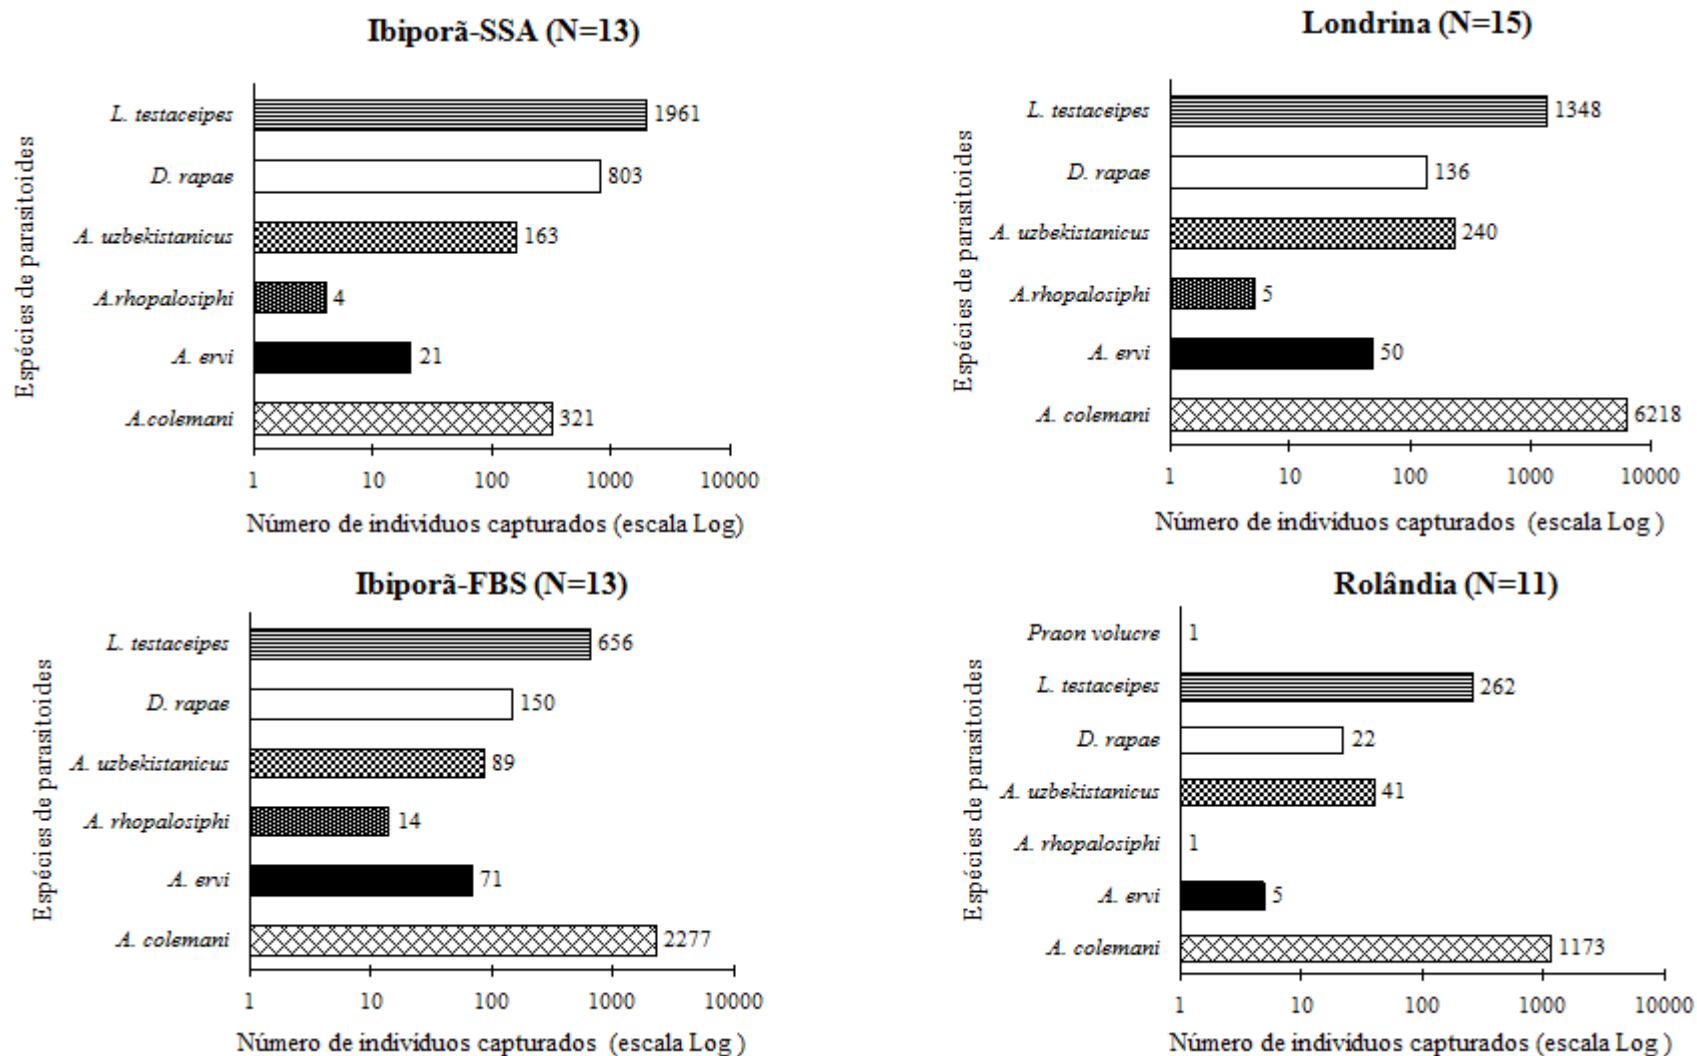 Ibiporã-SSA (N=13)
Espécies de parasitoides
L. testaceipes 1961
D. rapae 803
A. uzbekistanicus 163
A.rhopalosiphi 4
A. ervi 21
A.colemani 321
1 10 100 1000 10000
Número de indivíduos capturados (escala Log)
Londrina (N=15)
Espécies de parasitoides
L. testaceipes 1348
D. rapae 136
A. uzbekistanicus 240
A.rhopalosiphi 5
A. ervi 50
A. colemani 6218
1 10 100 1000 10000
Número de indivíduos capturados (escala Log )
Ibiporã-FBS (N=13)
Espécies de parasitoides
L. testaceipes 656
D. rapae 150
A. uzbekistanicus 89
A. rhopalosiphi 14
A. ervi 71
A. colemani 2277
1 10 100 1000 10000
Número de indivíduos capturados (escala Log )
Rolândia (N=11)
Espécies de parasitoides
Praon volucre 1
L. testaceipes 262
D. rapae 22
A. uzbekistanicus 41
A. rhopalosiphi 1
A. ervi 5
A. colemani 1173
1 10 100 1000 10000
Número de indivíduos capturados (escala Log )